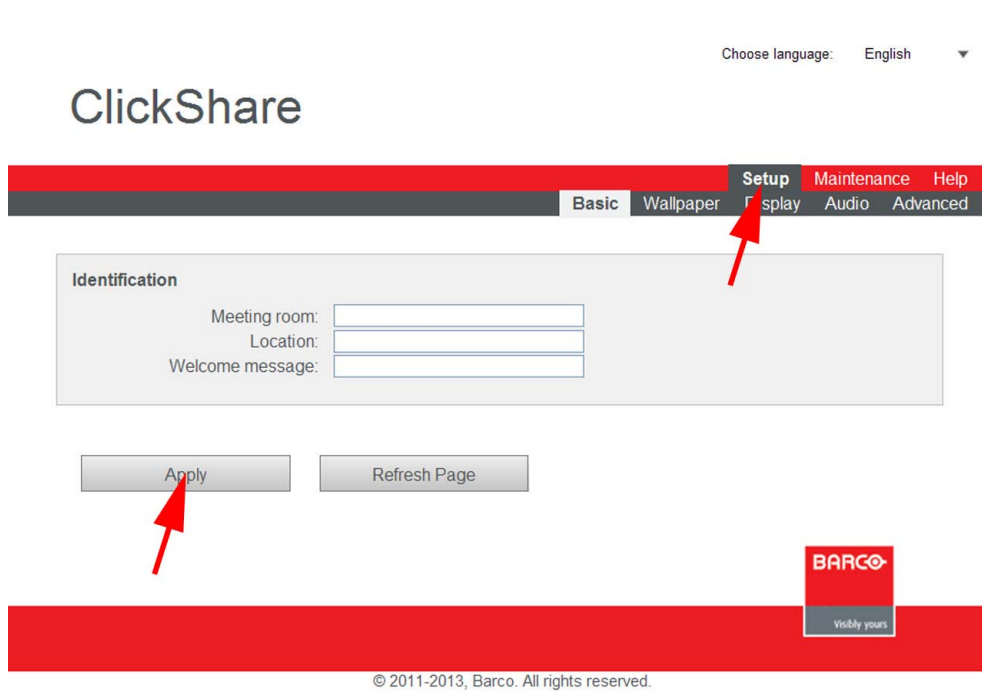 Choose language: English
ClickShare
Setup Maintenance Help
Basic Wallpaper Display Audio Advanced
Identification
Meeting room:
Location:
Welcome message:
Apply Refresh Page
BARCO
Visibly yours
© 2011-2013, Barco. All rights reserved.